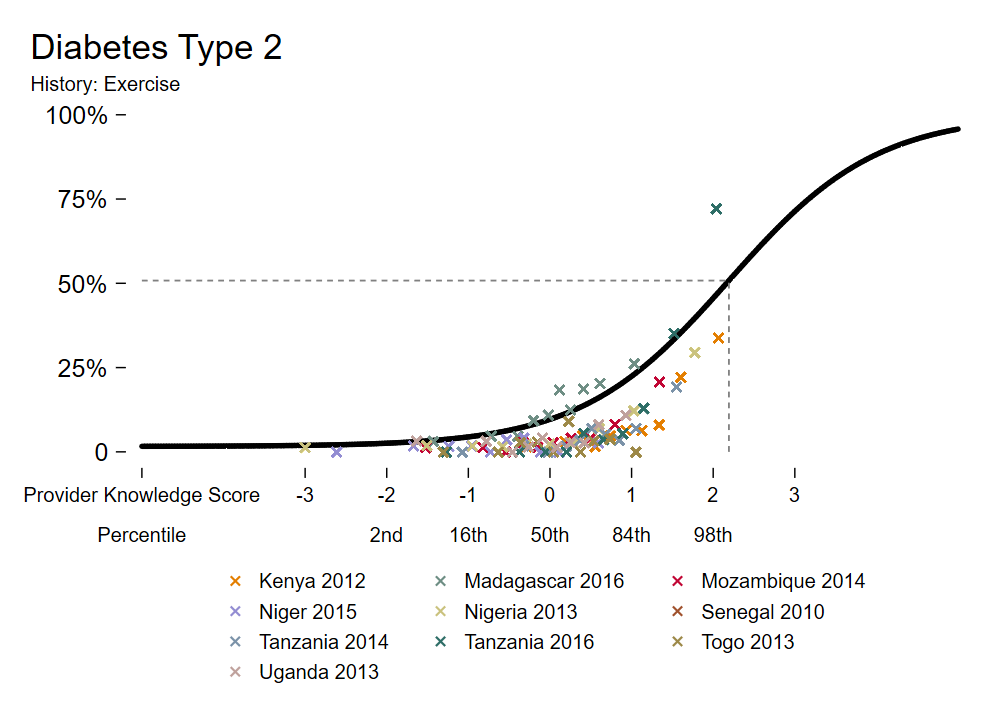 Diabetes Type 2
History: Exercise
100%
75%
50%
25%
0
Provider Knowledge Score -3 -2 -1 0 1 2 3
Percentile 2nd 16th 50th 84th 98th
Kenya 2012 Madagascar 2016 Mozambique 2014
Niger 2015 Nigeria 2013 Senegal 2010
Tanzania 2014 Tanzania 2016 Togo 2013
Uganda 2013